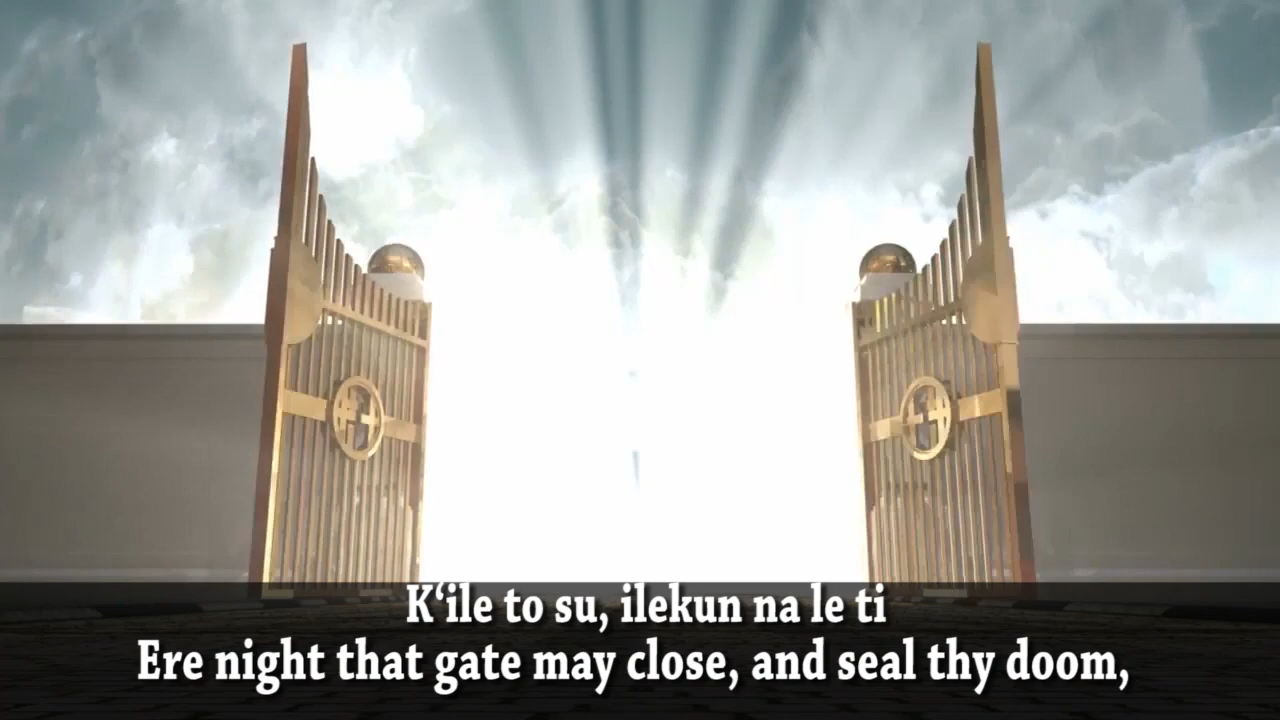 K‘ile to su, ilekun na le ti
Ere night that gate may close, and seal thy doom,